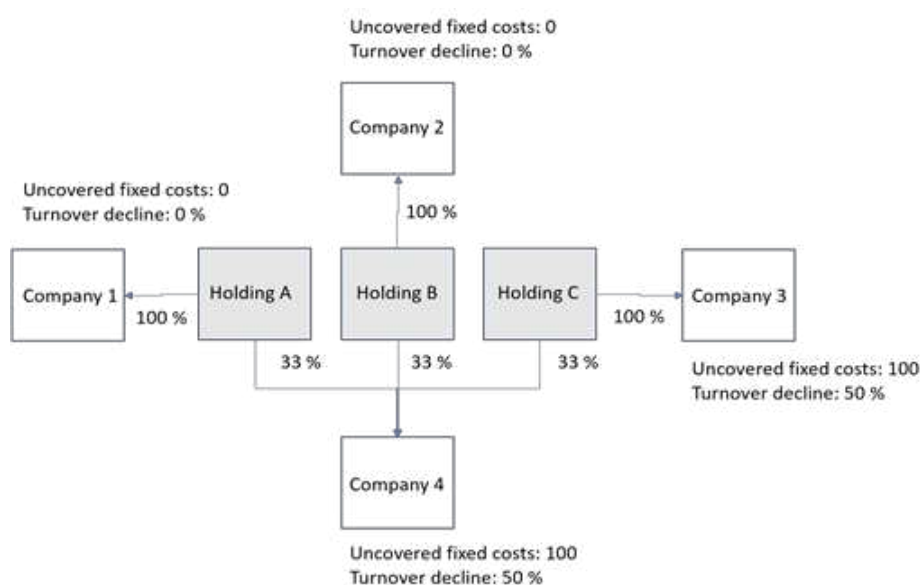 Uncovered fixed costs: 0
Turnover decline: 0 %
Company 2
Uncovered fixed costs: 0
Turnover decline: 0 %
100 %
Company 1
Holding A
Holding B
Holding C
Company 3
100 %
100 %
33 %
33 %
33 %
Uncovered fixed costs: 100
Turnover decline: 50 %
Company 4
Uncovered fixed costs: 100
Turnover decline: 50 %